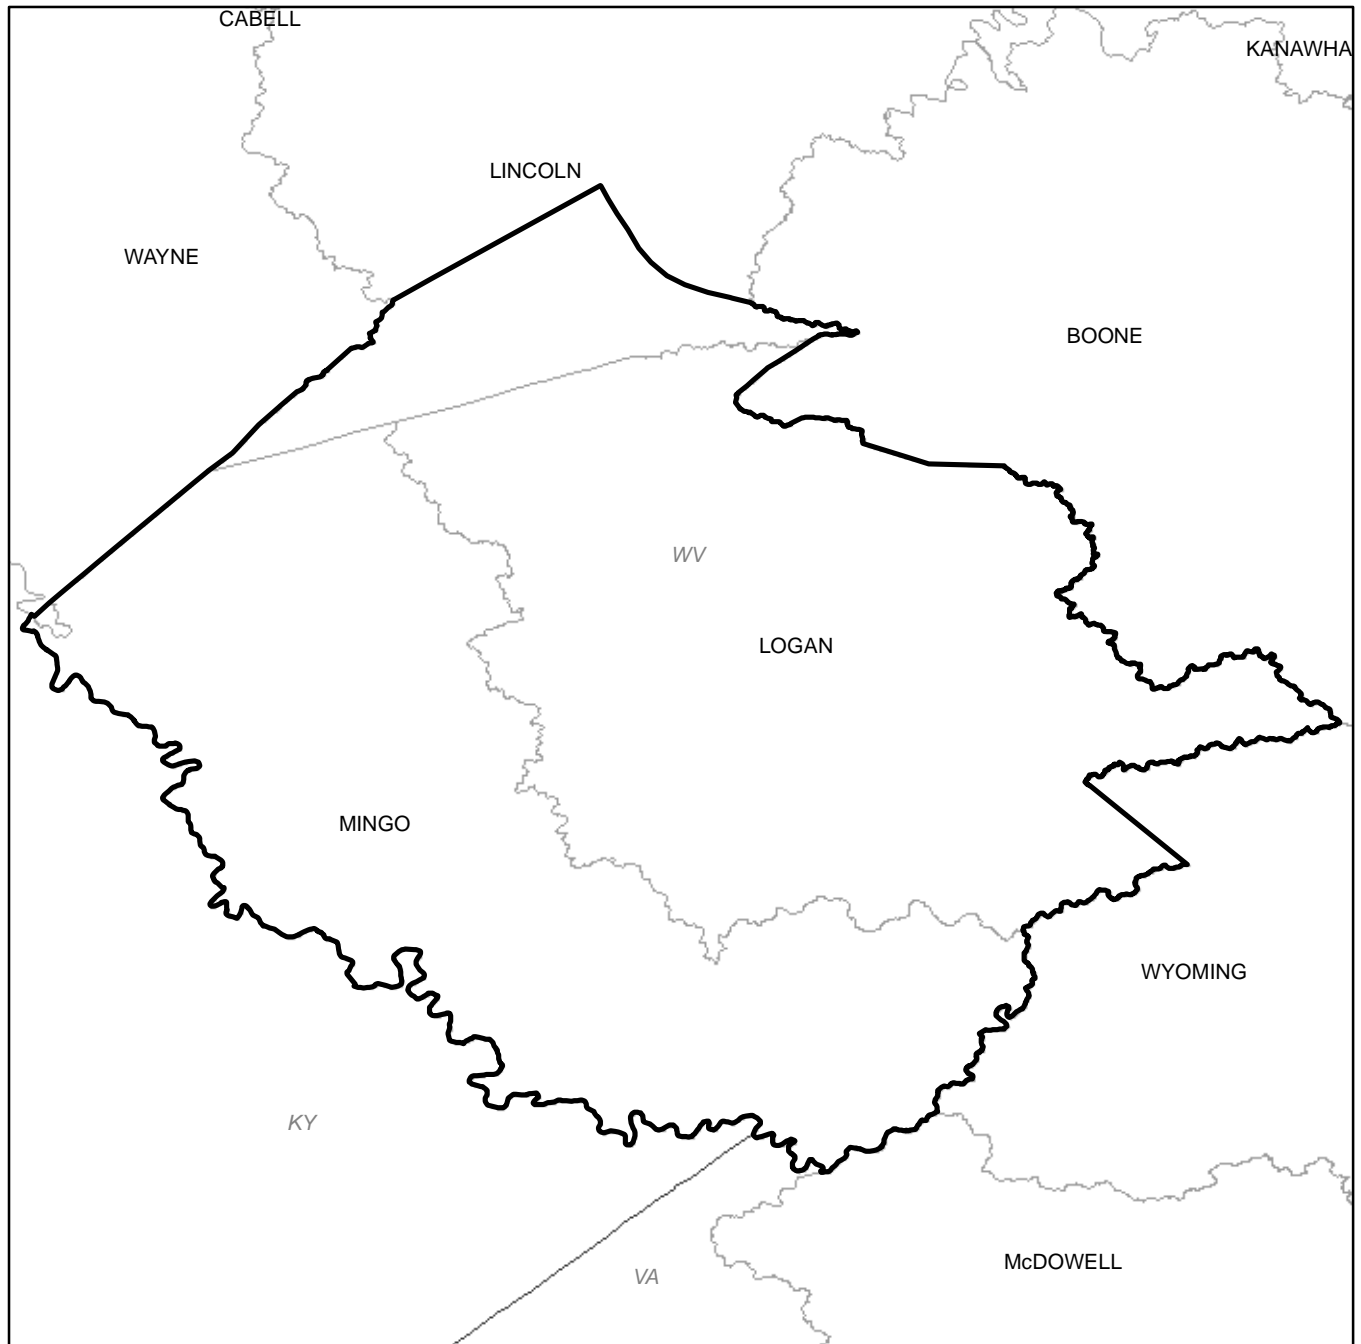 CABELL
KANAWHA
LINCOLN
WAYNE
BOONE
WV
LOGAN
MINGO
WYOMING
KY
McDOWELL
VA